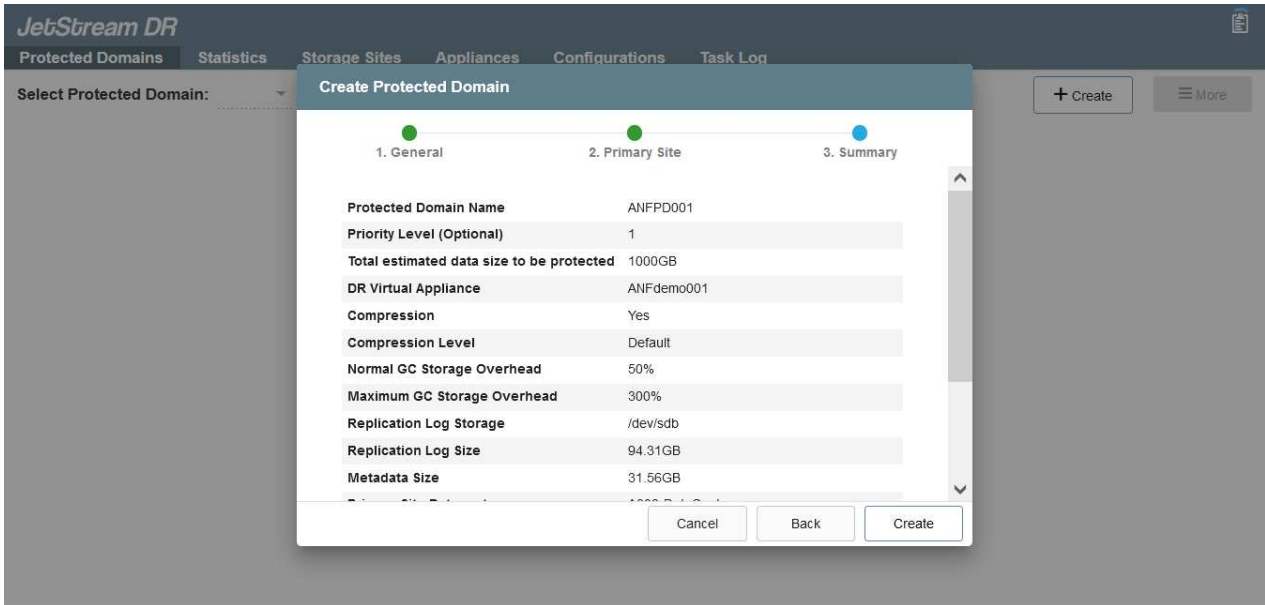 JetStream DR
Protected Domains Statistics Storage Sites Appliances Configurations Task Log
Select Protected Domain:
+ Create
More
Create Protected Domain
1. General 2. Primary Site 3. Summary
Protected Domain Name ANFPD001
Priority Level (Optional) 1
Total estimated data size to be protected 1000GB
DR Virtual Appliance ANFdemo001
Compression Yes
Compression Level Default
Normal GC Storage Overhead 50%
Maximum GC Storage Overhead 300%
Replication Log Storage /dev/sdb
Replication Log Size 94.31GB
Metadata Size 31.56GB
Cancel Back Create